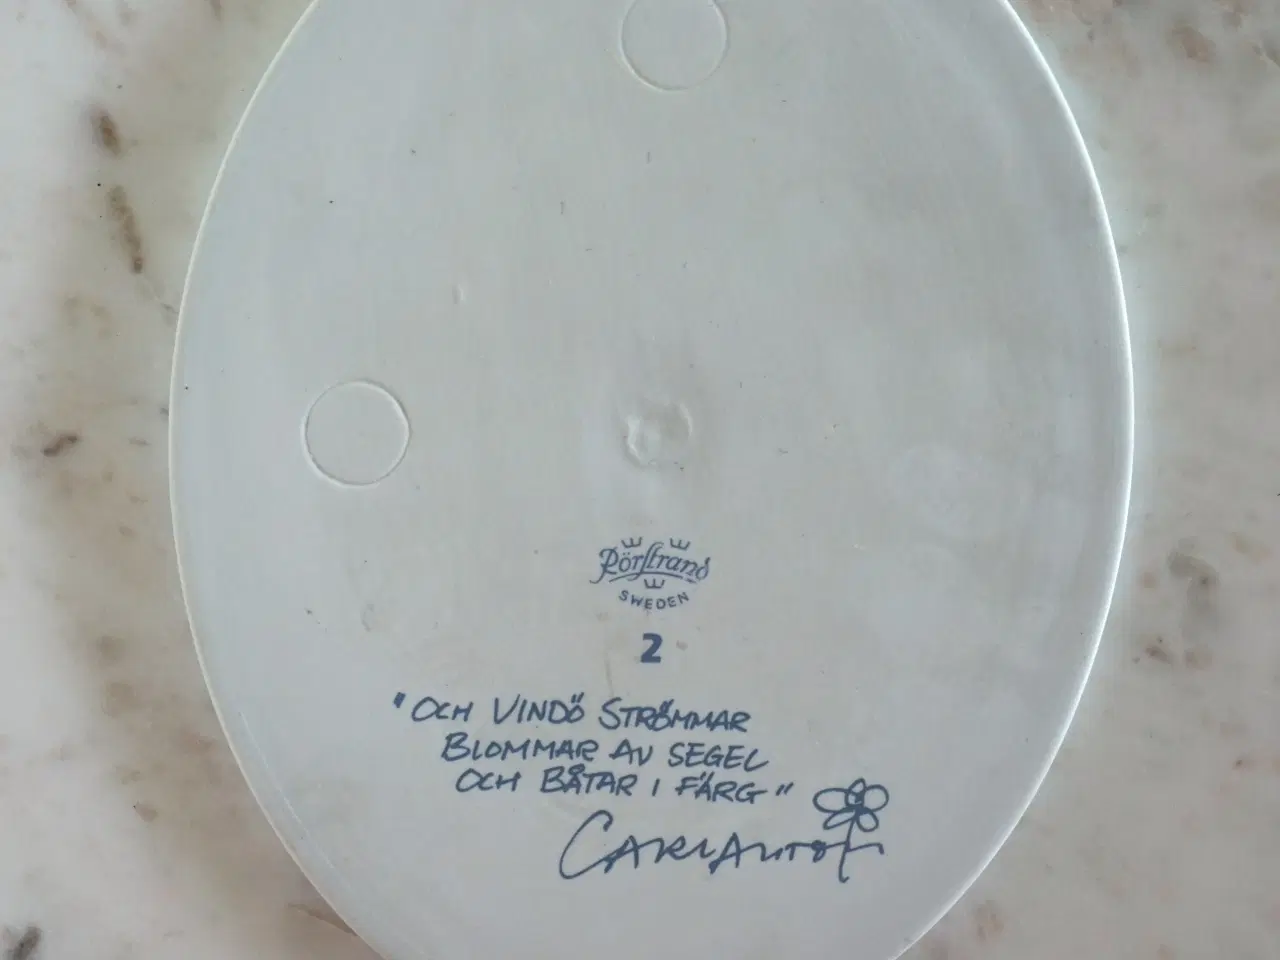 Rörstrand
SWEDEN
2
"OCH VINDÖ STRÖMMAR
BLOMMAR AV SEGEL
OCH BÅTAR I FÄRG"